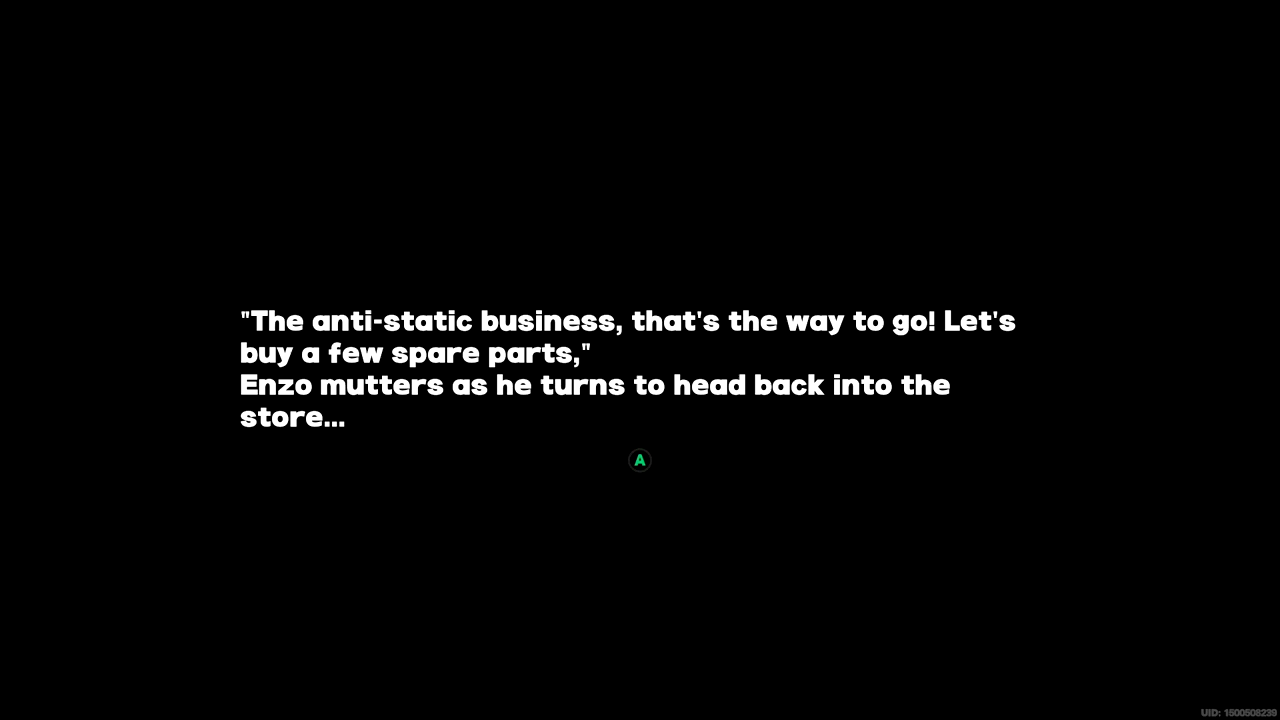 "The anti-static business, that's the way to go! Let's
buy a few spare parts,"
Enzo mutters as he turns to head back into the
store...
A
UID: 1500508239